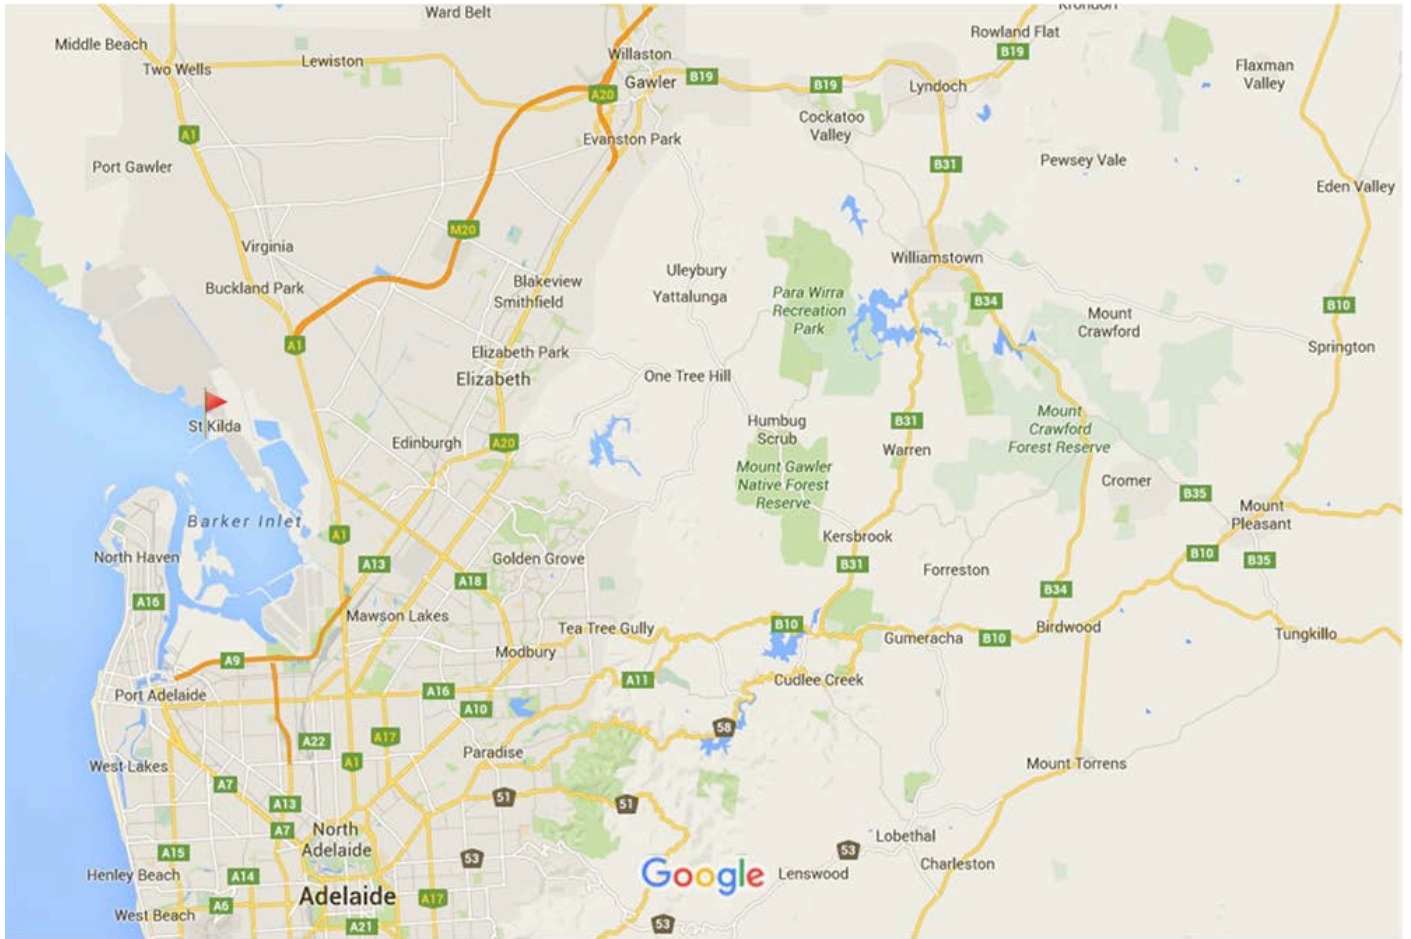 Krondorf
Ward Belt
Rowland Flat
Middle Beach
Willaston
B19
Two Wells
Lewiston
Gawler
B19
B19
Flaxman
Valley
A20
Lyndoch
A1
Cockatoo
Valley
Evanston Park
Port Gawler
B31
Pewsey Vale
Eden Valley
M20
Virginia
Williamstown
Buckland Park
Blakeview
Smithfield
Uleybury
Yattalunga
Para Wirra
Recreation
Park
B34
Mount
Crawford
B10
A1
Springton
Elizabeth Park
Elizabeth
One Tree Hill
St Kilda
Humbug
Scrub
B31
Mount
Crawford
Forest Reserve
Edinburgh
A20
Warren
Mount Gawler
Native Forest
Reserve
Cromer
B35
Mount
Pleasant
Barker Inlet
A1
Kersbrook
North Haven
A13
Golden Grove
B31
B10
B35
A16
A18
Forreston
B34
Mawson Lakes
Tea Tree Gully
B10
Gumeracha
B10
Birdwood
Tungkillo
A9
Modbury
Port Adelaide
A16
A11
Cudlee Creek
A10
A22
A17
58
West Lakes
A1
Paradise
Mount Torrens
A7
A13
51
51
A7
North
Adelaide
Lobethal
A15
53
53
Henley Beach
A14
Google
Lenswood
Charleston
Adelaide
A17
West Beach
A6
A21
53